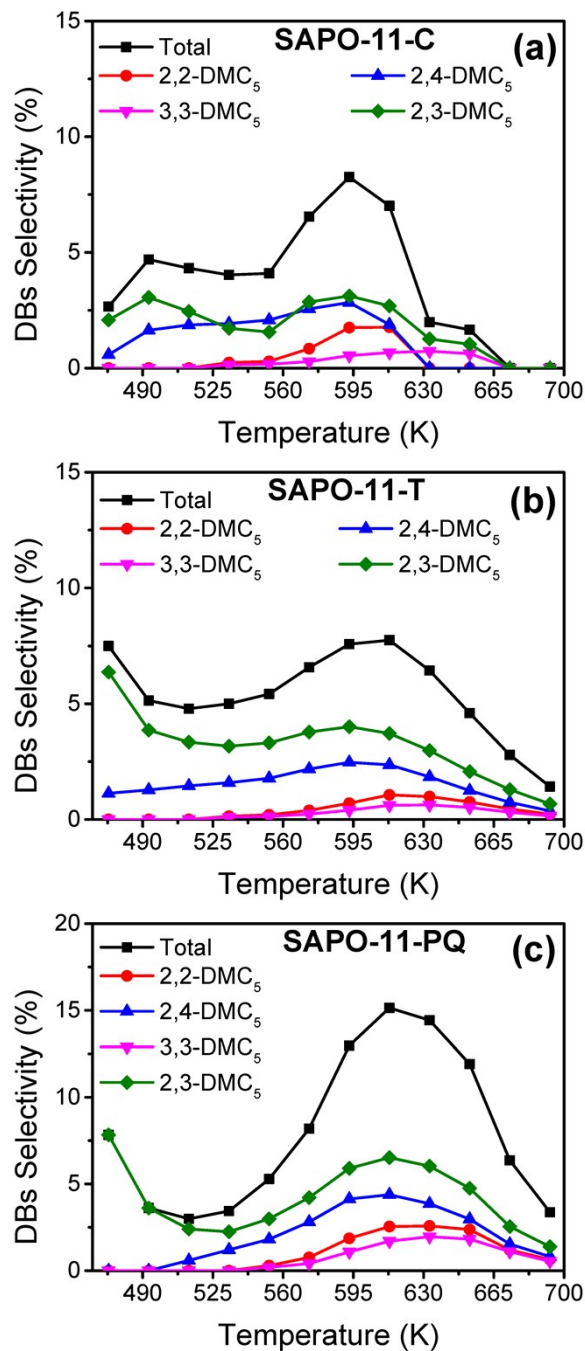 SAPO-11-C
(a)
Total
2,2-DMC5
2,4-DMC5
3,3-DMC5
2,3-DMC5
DBs Selectivity (%)
15
10
5
0
490 525 560 595 630 665 700
Temperature (K)
SAPO-11-T
(b)
Total
2,2-DMC5
2,4-DMC5
3,3-DMC5
2,3-DMC5
DBs Selectivity (%)
15
10
5
0
490 525 560 595 630 665 700
Temperature (K)
SAPO-11-PQ
(c)
Total
2,2-DMC5
2,4-DMC5
3,3-DMC5
2,3-DMC5
DBs Selectivity (%)
20
15
10
5
0
490 525 560 595 630 665 700
Temperature (K)